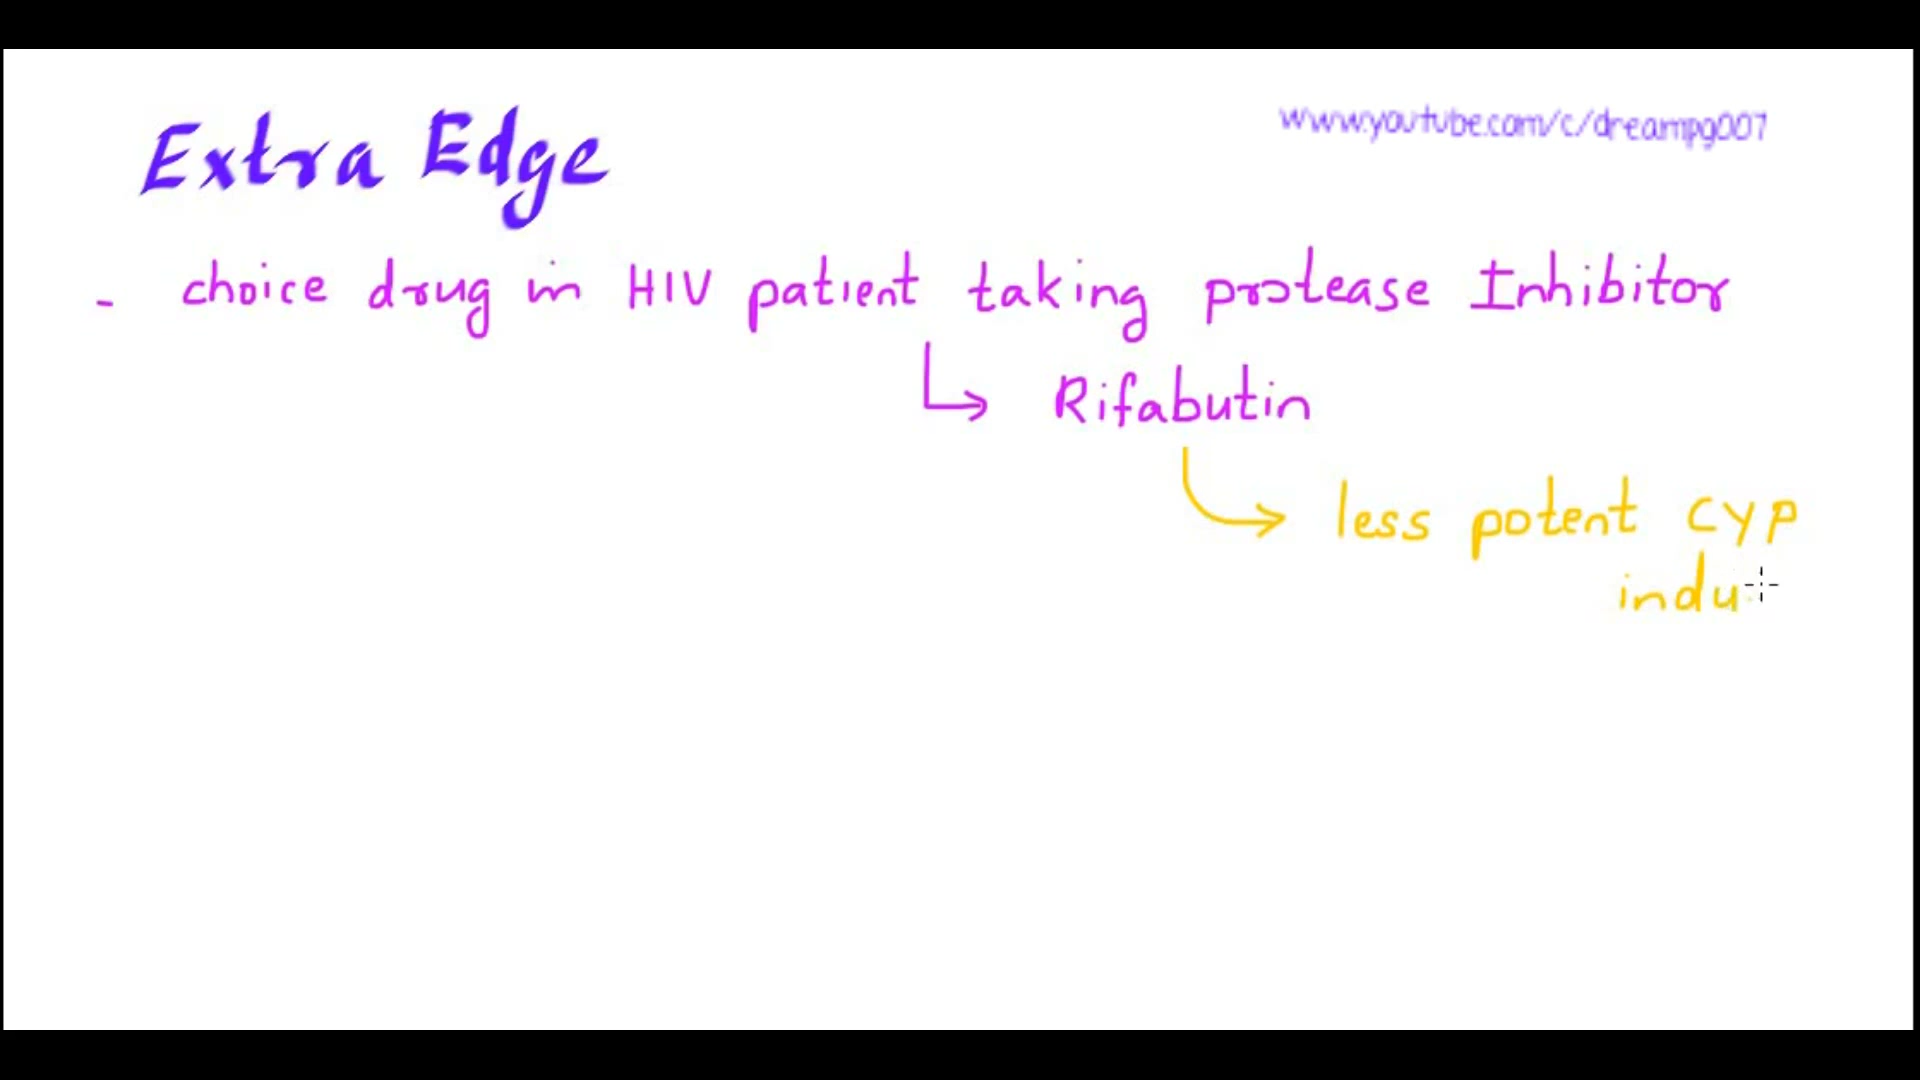 Extra Edge
www.youtube.com/c/dreampg007
- choice drug in HIV patient taking protease Inhibitor
↳ Rifabutin
→ less potent CYP
indu